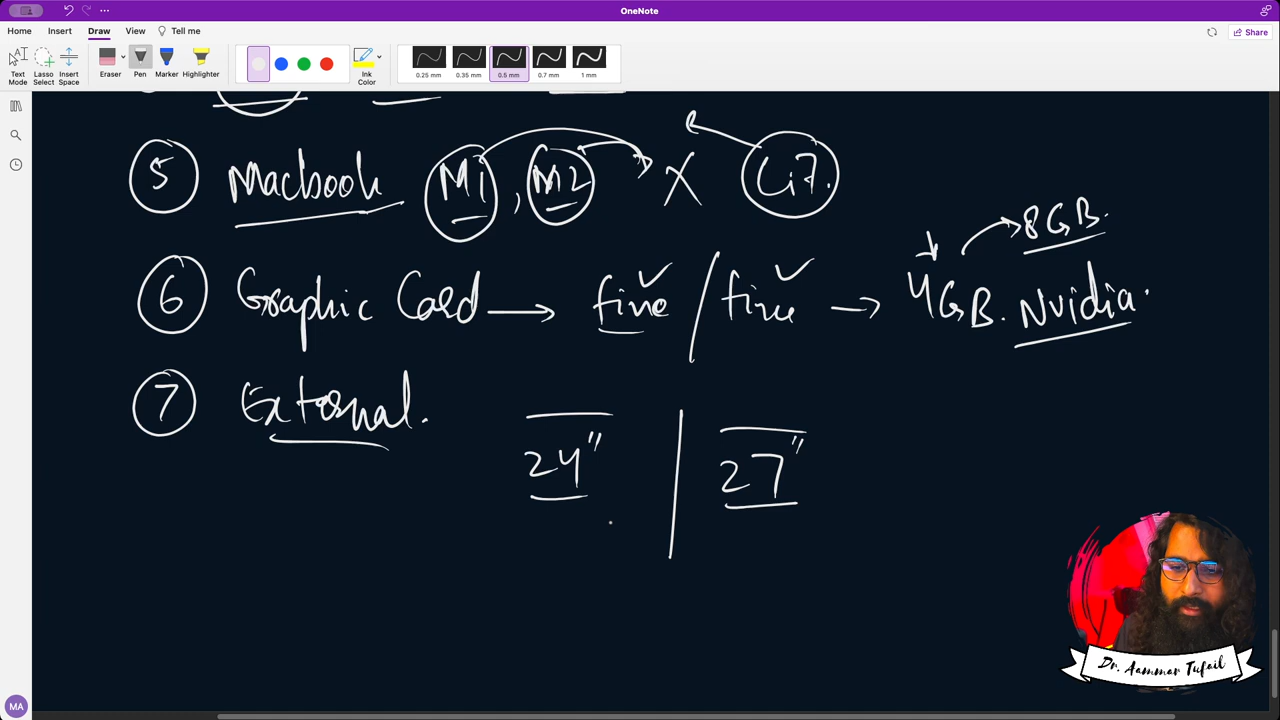 OneNote
Home Insert Draw View Tell me Share
Text Mode
Lasso Select
Insert Space
Eraser
Pen
Marker
Highlighter
Ink Color
0.25 mm
0.35 mm
0.5 mm
0.7 mm
1 mm
5 Macbook M1, M2 X Ci7.
8GB.
6 Graphic Card → fine / fine → 4GB. Nvidia.
7 External.
24" | 27"
Dr. Aammar Tufail
MA